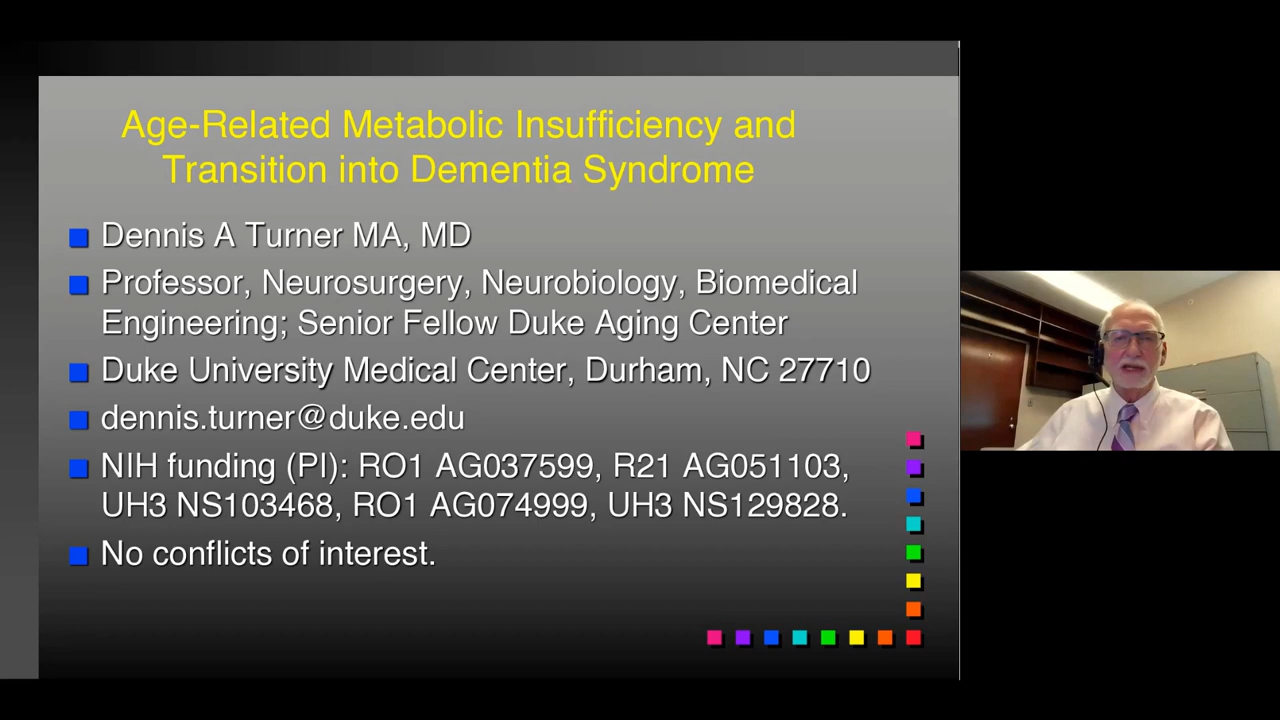 Age-Related Metabolic Insufficiency and
Transition into Dementia Syndrome
Dennis A Turner MA, MD
Professor, Neurosurgery, Neurobiology, Biomedical
Engineering; Senior Fellow Duke Aging Center
Duke University Medical Center, Durham, NC 27710
dennis.turner@duke.edu
NIH funding (PI): RO1 AG037599, R21 AG051103,
UH3 NS103468, RO1 AG074999, UH3 NS129828.
No conflicts of interest.